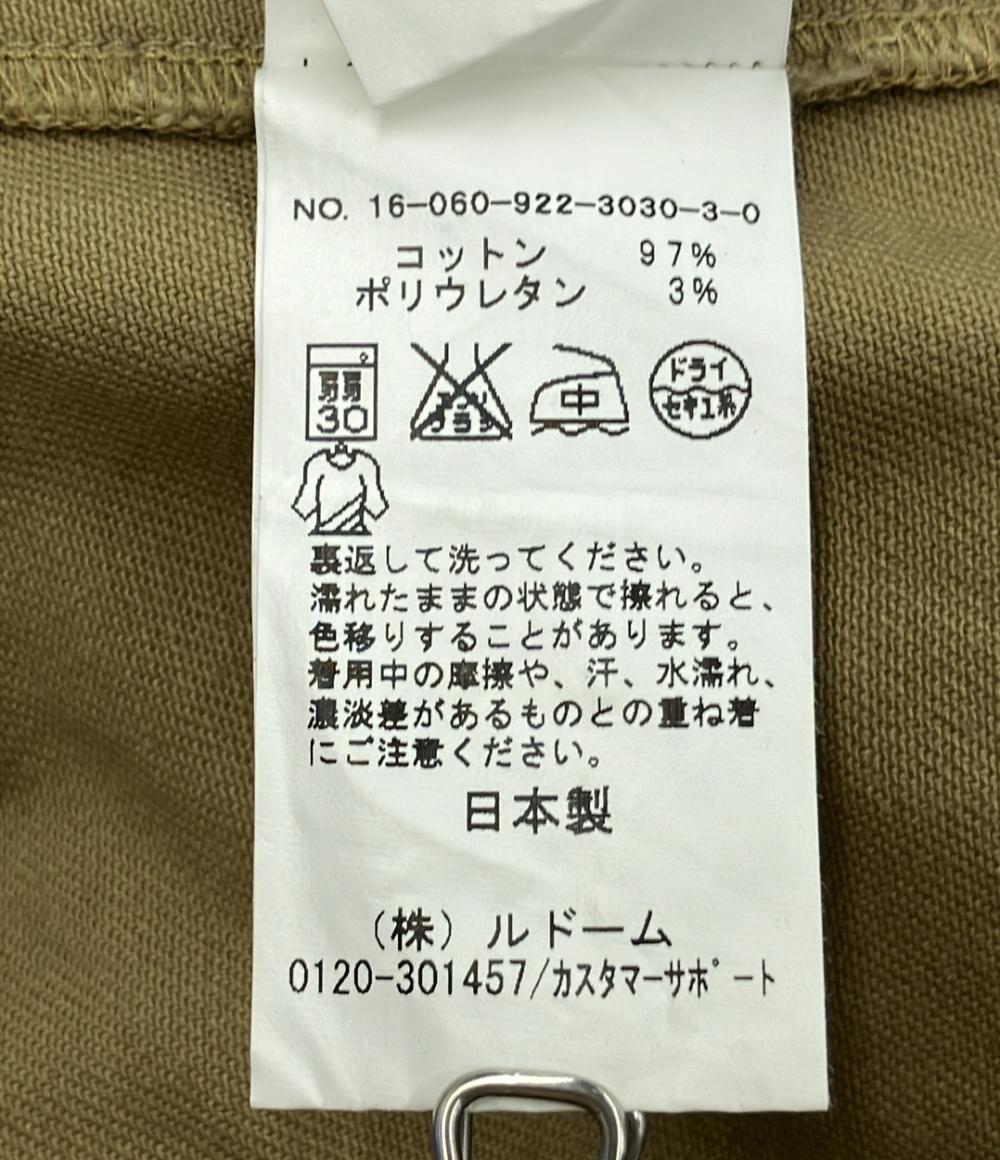 NO. 16-060-922-3030-3-0
コットン 97%
ポリウレタン 3%
弱
30
エンソ
サラシ
中
ドライ
セキユ系
裏返して洗ってください。
濡れたままの状態で擦れると、
色移りすることがあります。
着用中の摩擦や、汗、水濡れ、
濃淡差があるものとの重ね着
にご注意ください。
日本製
(株) ルドーム
0120-301457/カスタマーサポート